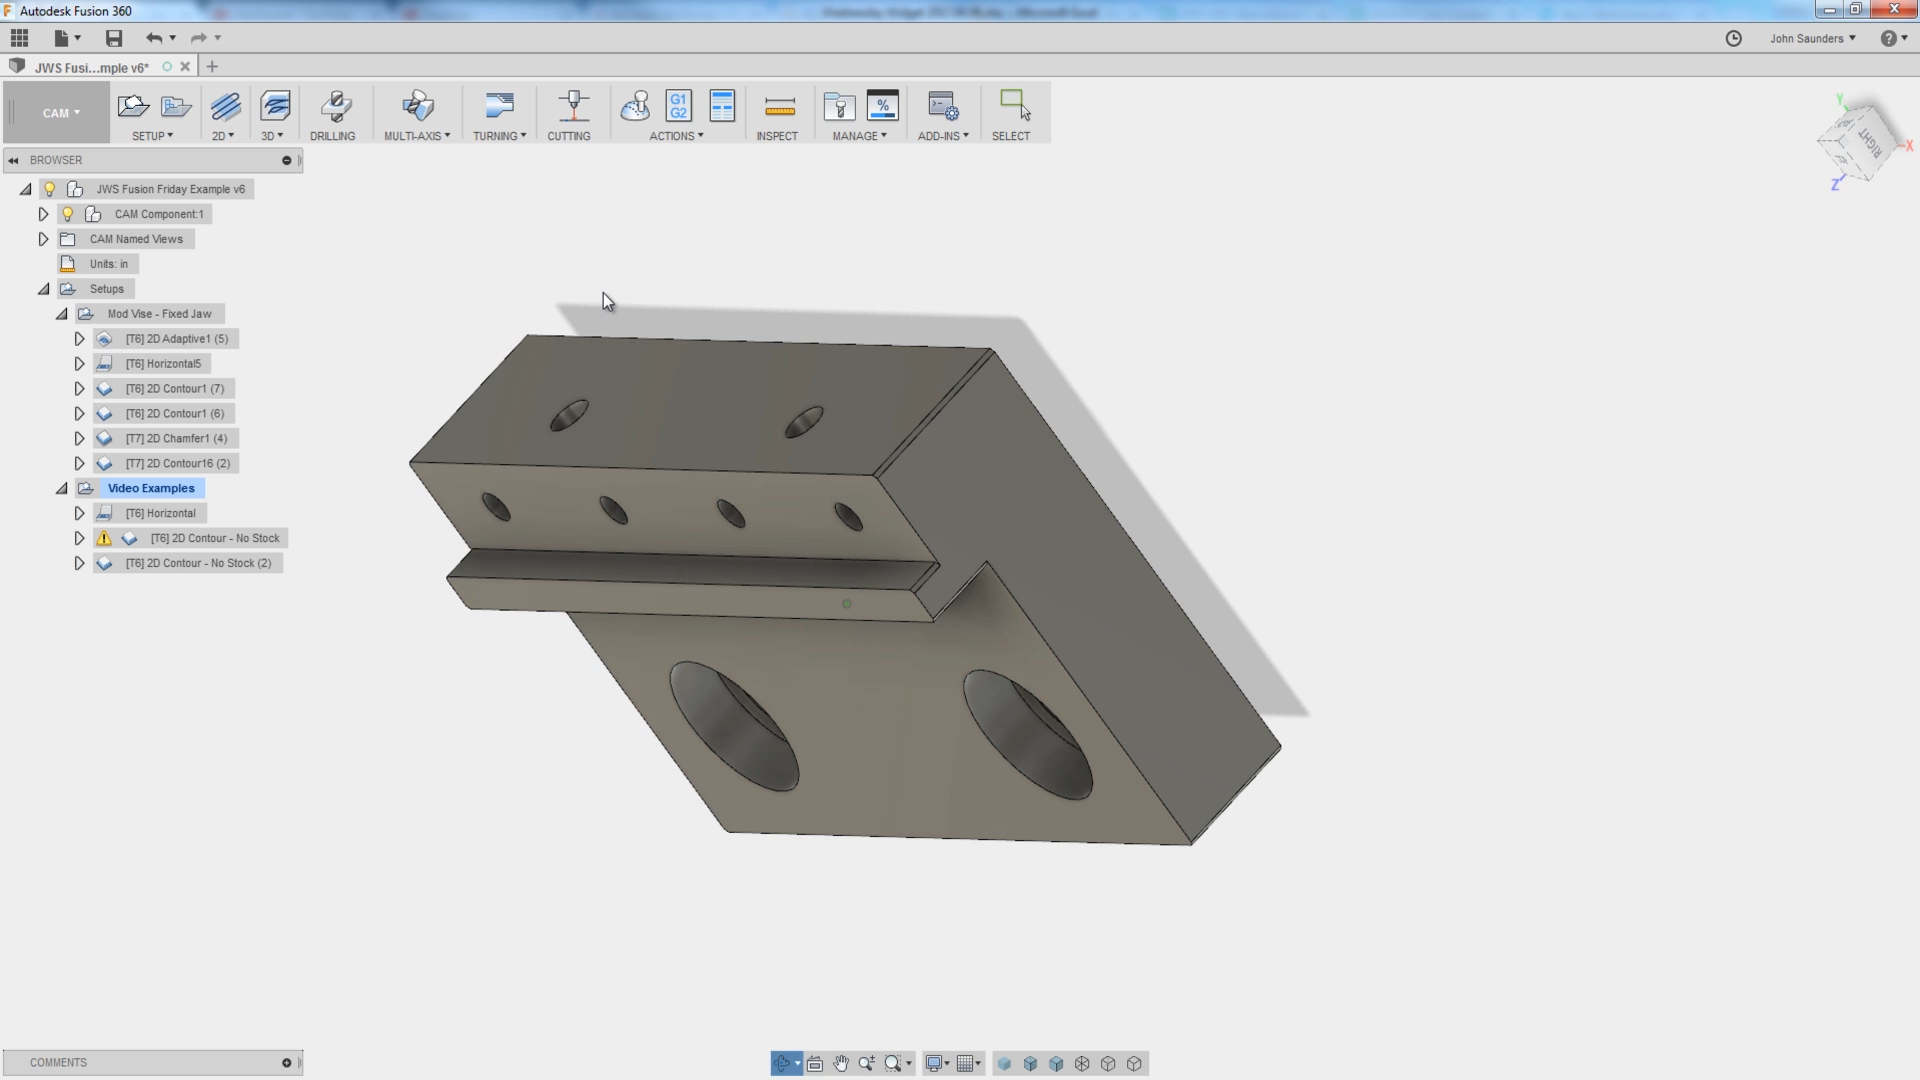 Autodesk Fusion 360
John Saunders
JWS Fusi...mple v6*
CAM
SETUP
2D
3D
DRILLING
MULTI-AXIS
TURNING
CUTTING
G1
G2
ACTIONS
INSPECT
%
MANAGE
ADD-INS
SELECT
Y
RIGHT
X
Z
BROWSER
JWS Fusion Friday Example v6
CAM Component:1
CAM Named Views
Units: in
Setups
Mod Vise - Fixed Jaw
[T6] 2D Adaptive1 (5)
[T6] Horizontal5
[T6] 2D Contour1 (7)
[T6] 2D Contour1 (6)
[T7] 2D Chamfer1 (4)
[T7] 2D Contour16 (2)
Video Examples
[T6] Horizontal
[T6] 2D Contour - No Stock
[T6] 2D Contour - No Stock (2)
COMMENTS